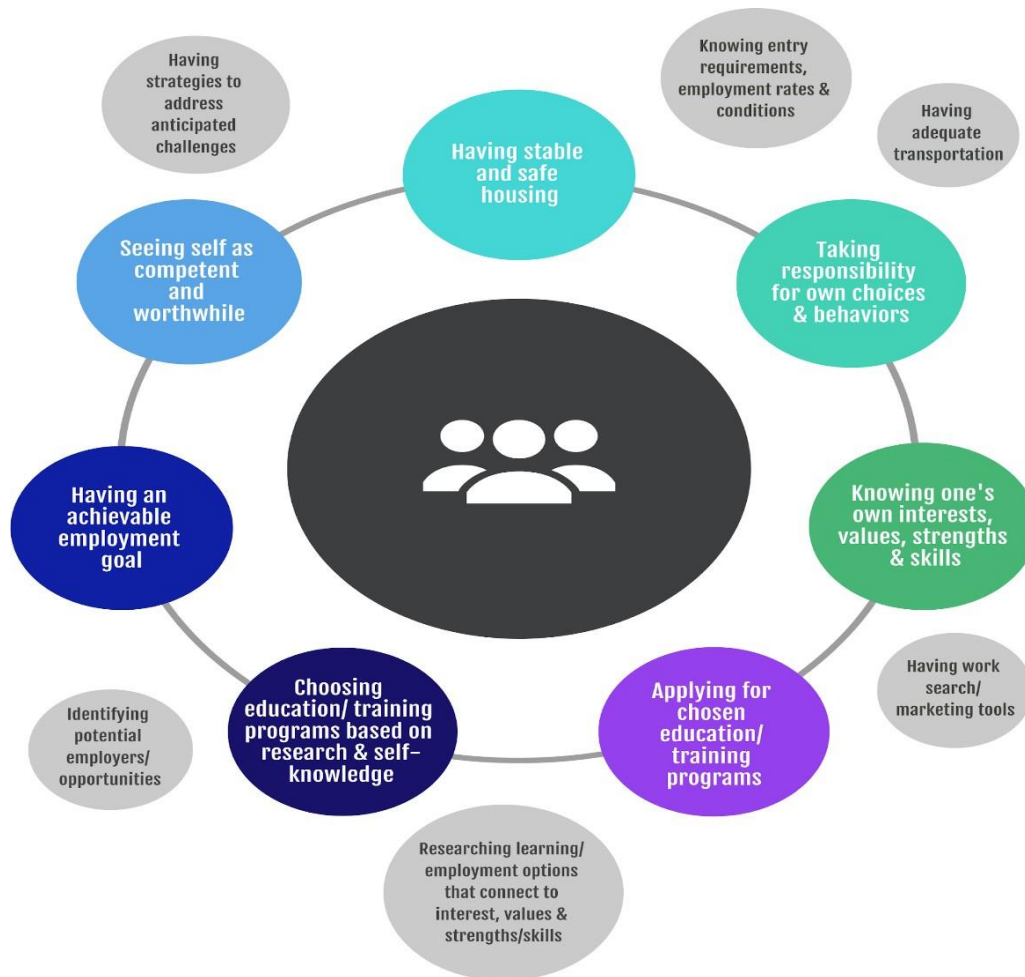 Having
strategies to
address
anticipated
challenges
Knowing entry
requirements,
employment rates &
conditions
Having
adequate
transportation
Having stable
and safe
housing
Seeing self as
competent
and
worthwhile
Taking
responsibility
for own choices
& behaviors
Having an
achievable
employment
goal
Knowing one's
own interests,
values, strengths
& skills
Choosing
education/ training
programs based on
research & self-
knowledge
Applying for
chosen
education/
training
programs
Having work
search/
marketing tools
Identifying
potential
employers/
opportunities
Researching learning/
employment options
that connect to
interest, values &
strengths/skills